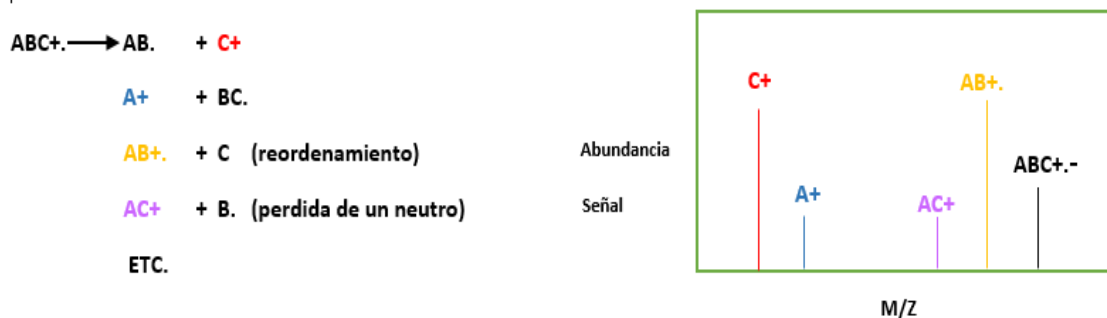 ABC+. AB. + C+
A+ + BC.
AB+. + C (reordenamiento)
AC+ + B. (perdida de un neutro)
ETC.
Abundancia
Señal
C+
A+
AC+
AB+.
ABC+.-
M/Z